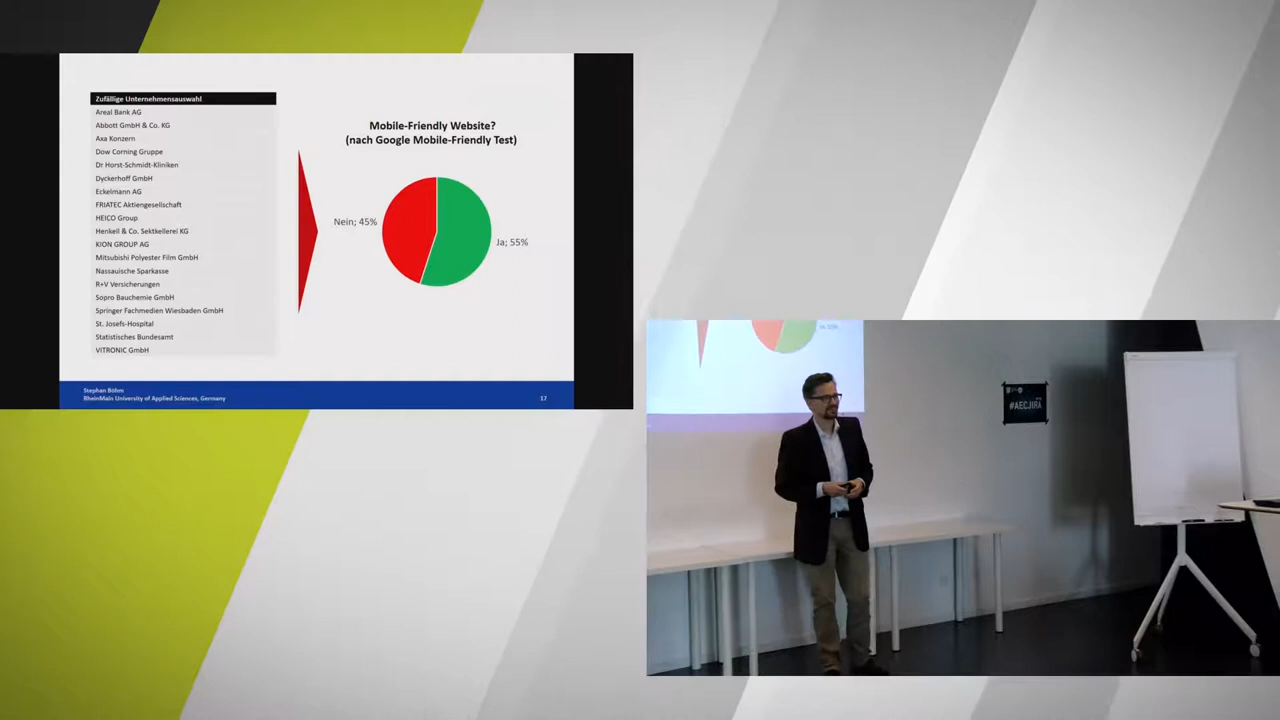 Zufällige Unternehmensauswahl
Areal Bank AG
Abbott GmbH & Co. KG
Axa Konzern
Dow Corning Gruppe
Dr Horst-Schmidt-Kliniken
Dyckerhoff GmbH
Eckelmann AG
FRIATEC Aktiengesellschaft
HEICO Group
Henkell & Co. Sektkellerei KG
KION GROUP AG
Mitsubishi Polyester Film GmbH
Nassauische Sparkasse
R+V Versicherungen
Sopro Bauchemie GmbH
Springer Fachmedien Wiesbaden GmbH
St. Josefs-Hospital
Statistisches Bundesamt
VITRONIC GmbH
Mobile-Friendly Website?
(nach Google Mobile-Friendly Test)
Nein; 45%
Ja; 55%
Stephan Böhm
RheinMain University of Applied Sciences, Germany
17
#AECJIRA